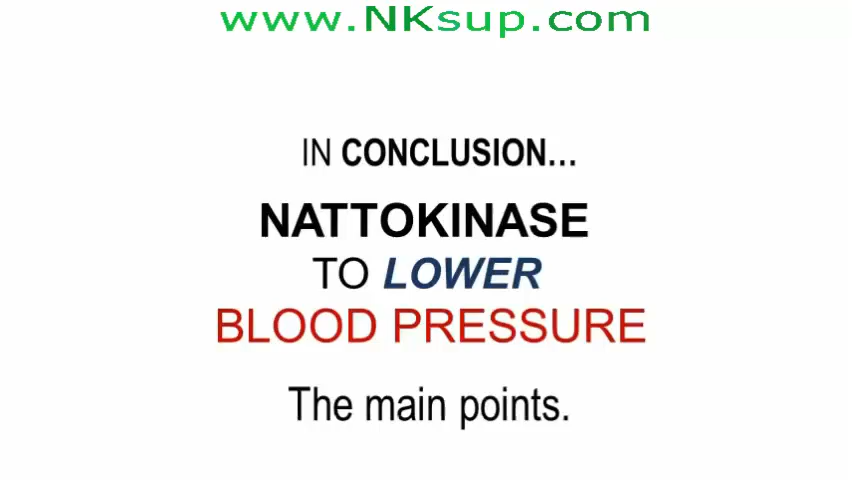 www.NKsup.com
IN CONCLUSION...
NATTOKINASE
TO LOWER
BLOOD PRESSURE
The main points.